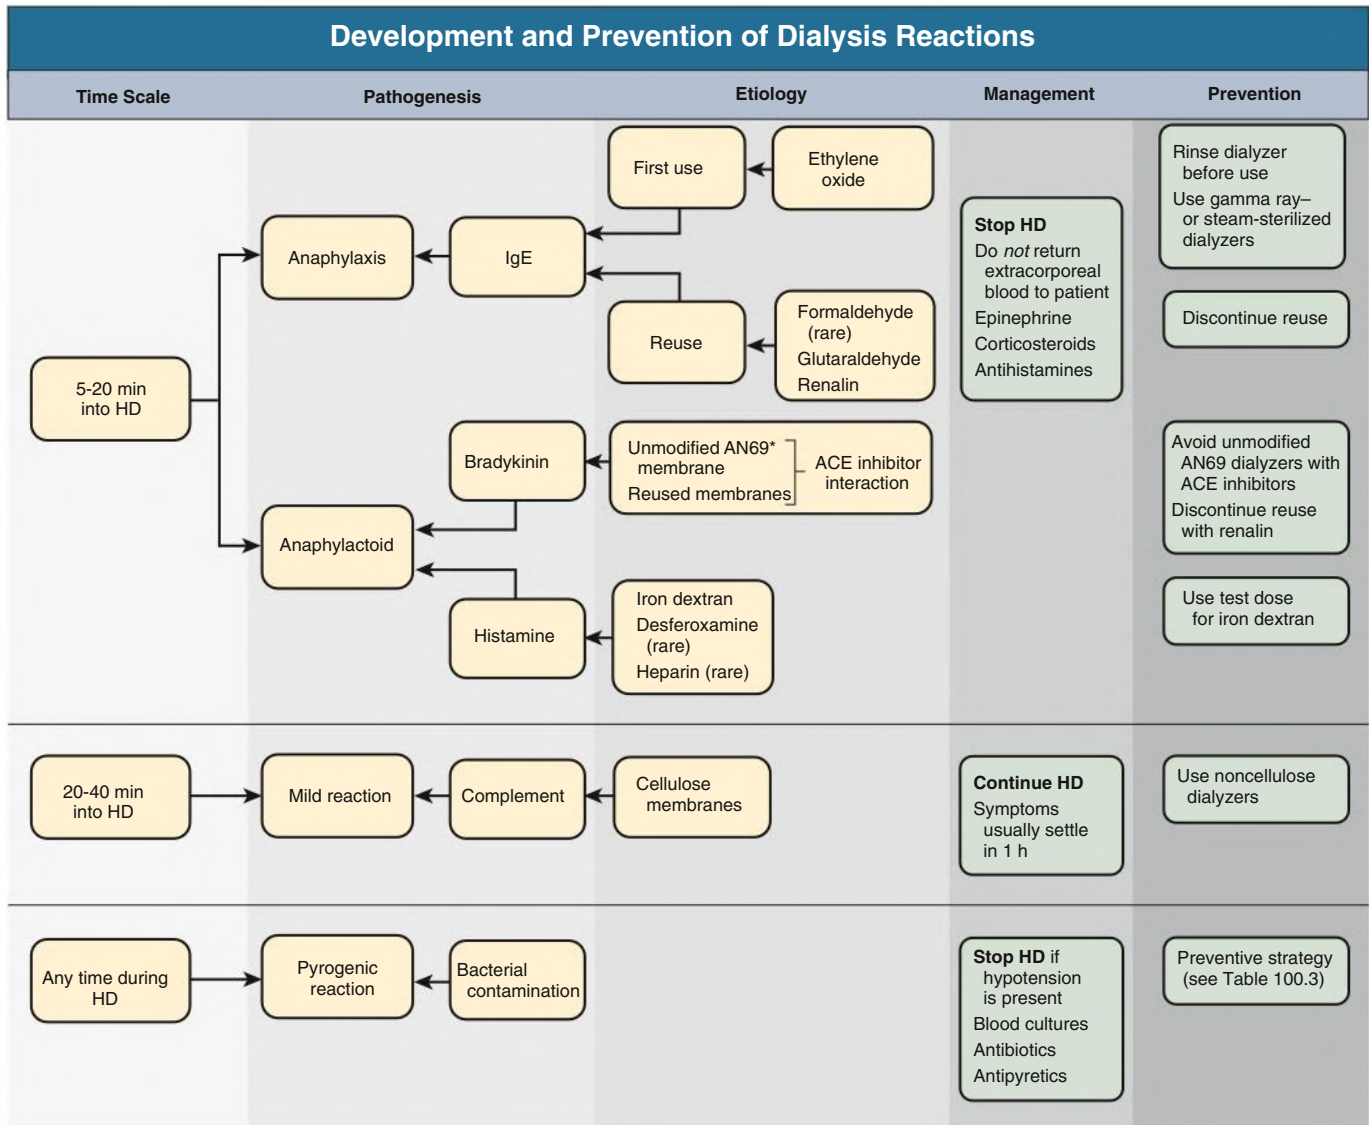 Development and Prevention of Dialysis Reactions
Time Scale
Pathogenesis
Etiology
Management
Prevention
5-20 min
into HD
Anaphylaxis
IgE
First use
Ethylene
oxide
Reuse
Formaldehyde
(rare)
Glutaraldehyde
Renalin
Anaphylactoid
Bradykinin
Unmodified AN69*
membrane
Reused membranes
ACE inhibitor
interaction
Histamine
Iron dextran
Desferoxamine
(rare)
Heparin (rare)
Stop HD
Do not return
extracorporeal
blood to patient
Epinephrine
Corticosteroids
Antihistamines
Rinse dialyzer
before use
Use gamma ray–
or steam-sterilized
dialyzers
Discontinue reuse
Avoid unmodified
AN69 dialyzers with
ACE inhibitors
Discontinue reuse
with renalin
Use test dose
for iron dextran
20-40 min
into HD
Mild reaction
Complement
Cellulose
membranes
Continue HD
Symptoms
usually settle
in 1 h
Use noncellulose
dialyzers
Any time during
HD
Pyrogenic
reaction
Bacterial
contamination
Stop HD if
hypotension
is present
Blood cultures
Antibiotics
Antipyretics
Preventive strategy
(see Table 100.3)